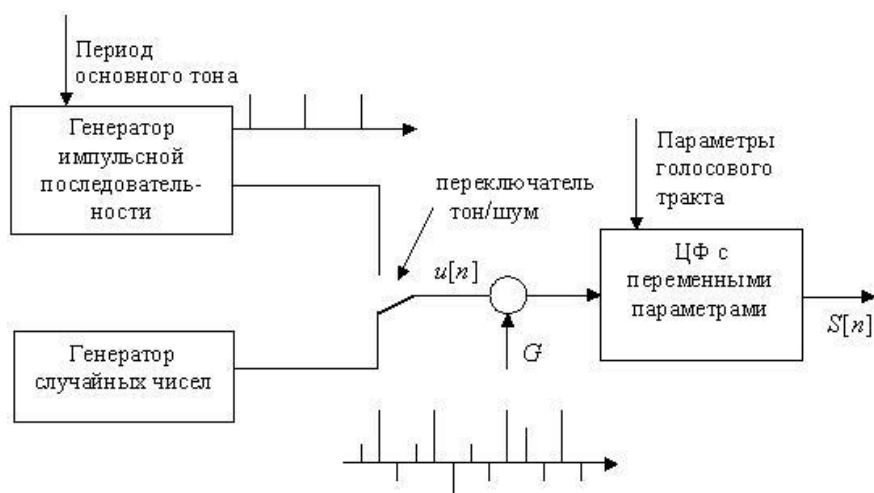 Период
основного тона
Генератор
импульсной
последователь-
ности
переключатель
тон/шум
Параметры
голосового
тракта
u[n]
ЦФ с
переменными
параметрами
S[n]
G
Генератор
случайных чисел